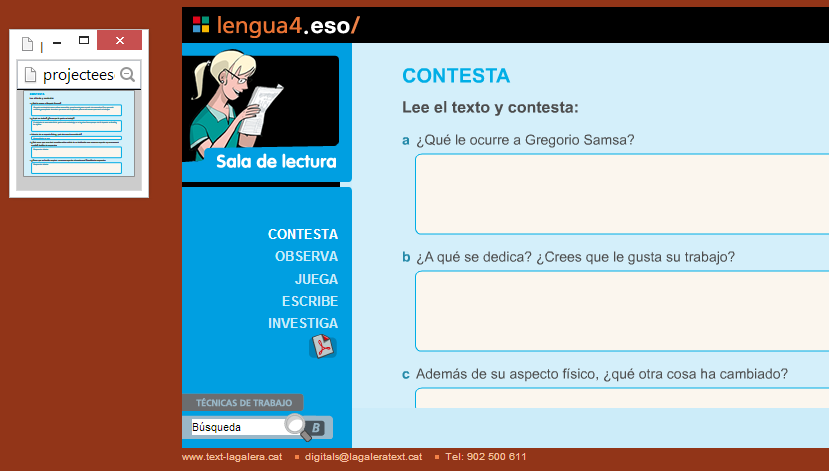 lengua4.eso/
projectees
CONTESTA
Lee el texto y contesta:
a ¿Qué le ocurre a Gregorio Samsa?
Sala de lectura
CONTESTA
OBSERVA
JUEGA
ESCRIBE
INVESTIGA
b ¿A qué se dedica? ¿Crees que le gusta su trabajo?
c Además de su aspecto físico, ¿qué otra cosa ha cambiado?
TÉCNICAS DE TRABAJO
Búsqueda B
www.text-lagalera.cat digitals@lagaleratext.cat Tel: 902 500 611